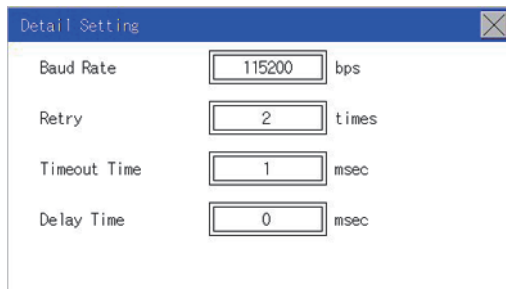 Detail Setting
Baud Rate 115200 bps
Retry 2 times
Timeout Time 1 msec
Delay Time 0 msec